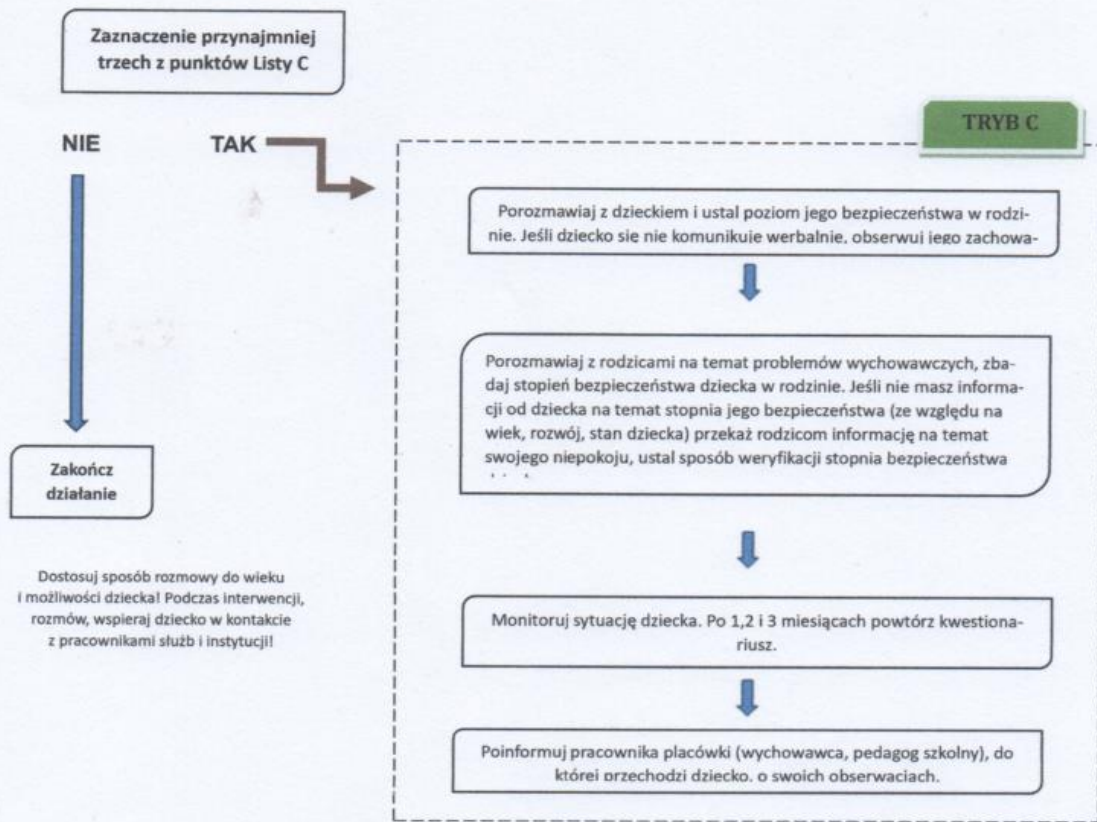 Zaznaczenie przynajmniej
trzech z punktów Listy C
NIE
TAK
TRYB C
Porozmawiaj z dzieckiem i ustal poziom jego bezpieczeństwa w rodzi-
nie. Jeśli dziecko się nie komunikuje werbalnie, obserwuj jego zachowa-
Porozmawiaj z rodzicami na temat problemów wychowawczych, zba-
daj stopień bezpieczeństwa dziecka w rodzinie. Jeśli nie masz informa-
cji od dziecka na temat stopnia jego bezpieczeństwa (ze względu na
wiek, rozwój, stan dziecka) przekaż rodzicom informację na temat
swojego niepokoju, ustal sposób weryfikacji stopnia bezpieczeństwa
Zakończ
działanie
Dostosuj sposób rozmowy do wieku
i możliwości dziecka! Podczas interwencji,
rozmów, wspieraj dziecko w kontakcie
z pracownikami służb i instytucji!
Monitoruj sytuację dziecka. Po 1,2 i 3 miesiącach powtórz kwestiona-
riusz.
Poinformuj pracownika placówki (wychowawca, pedagog szkolny), do
której przechodzi dziecko, o swoich obserwacjach.